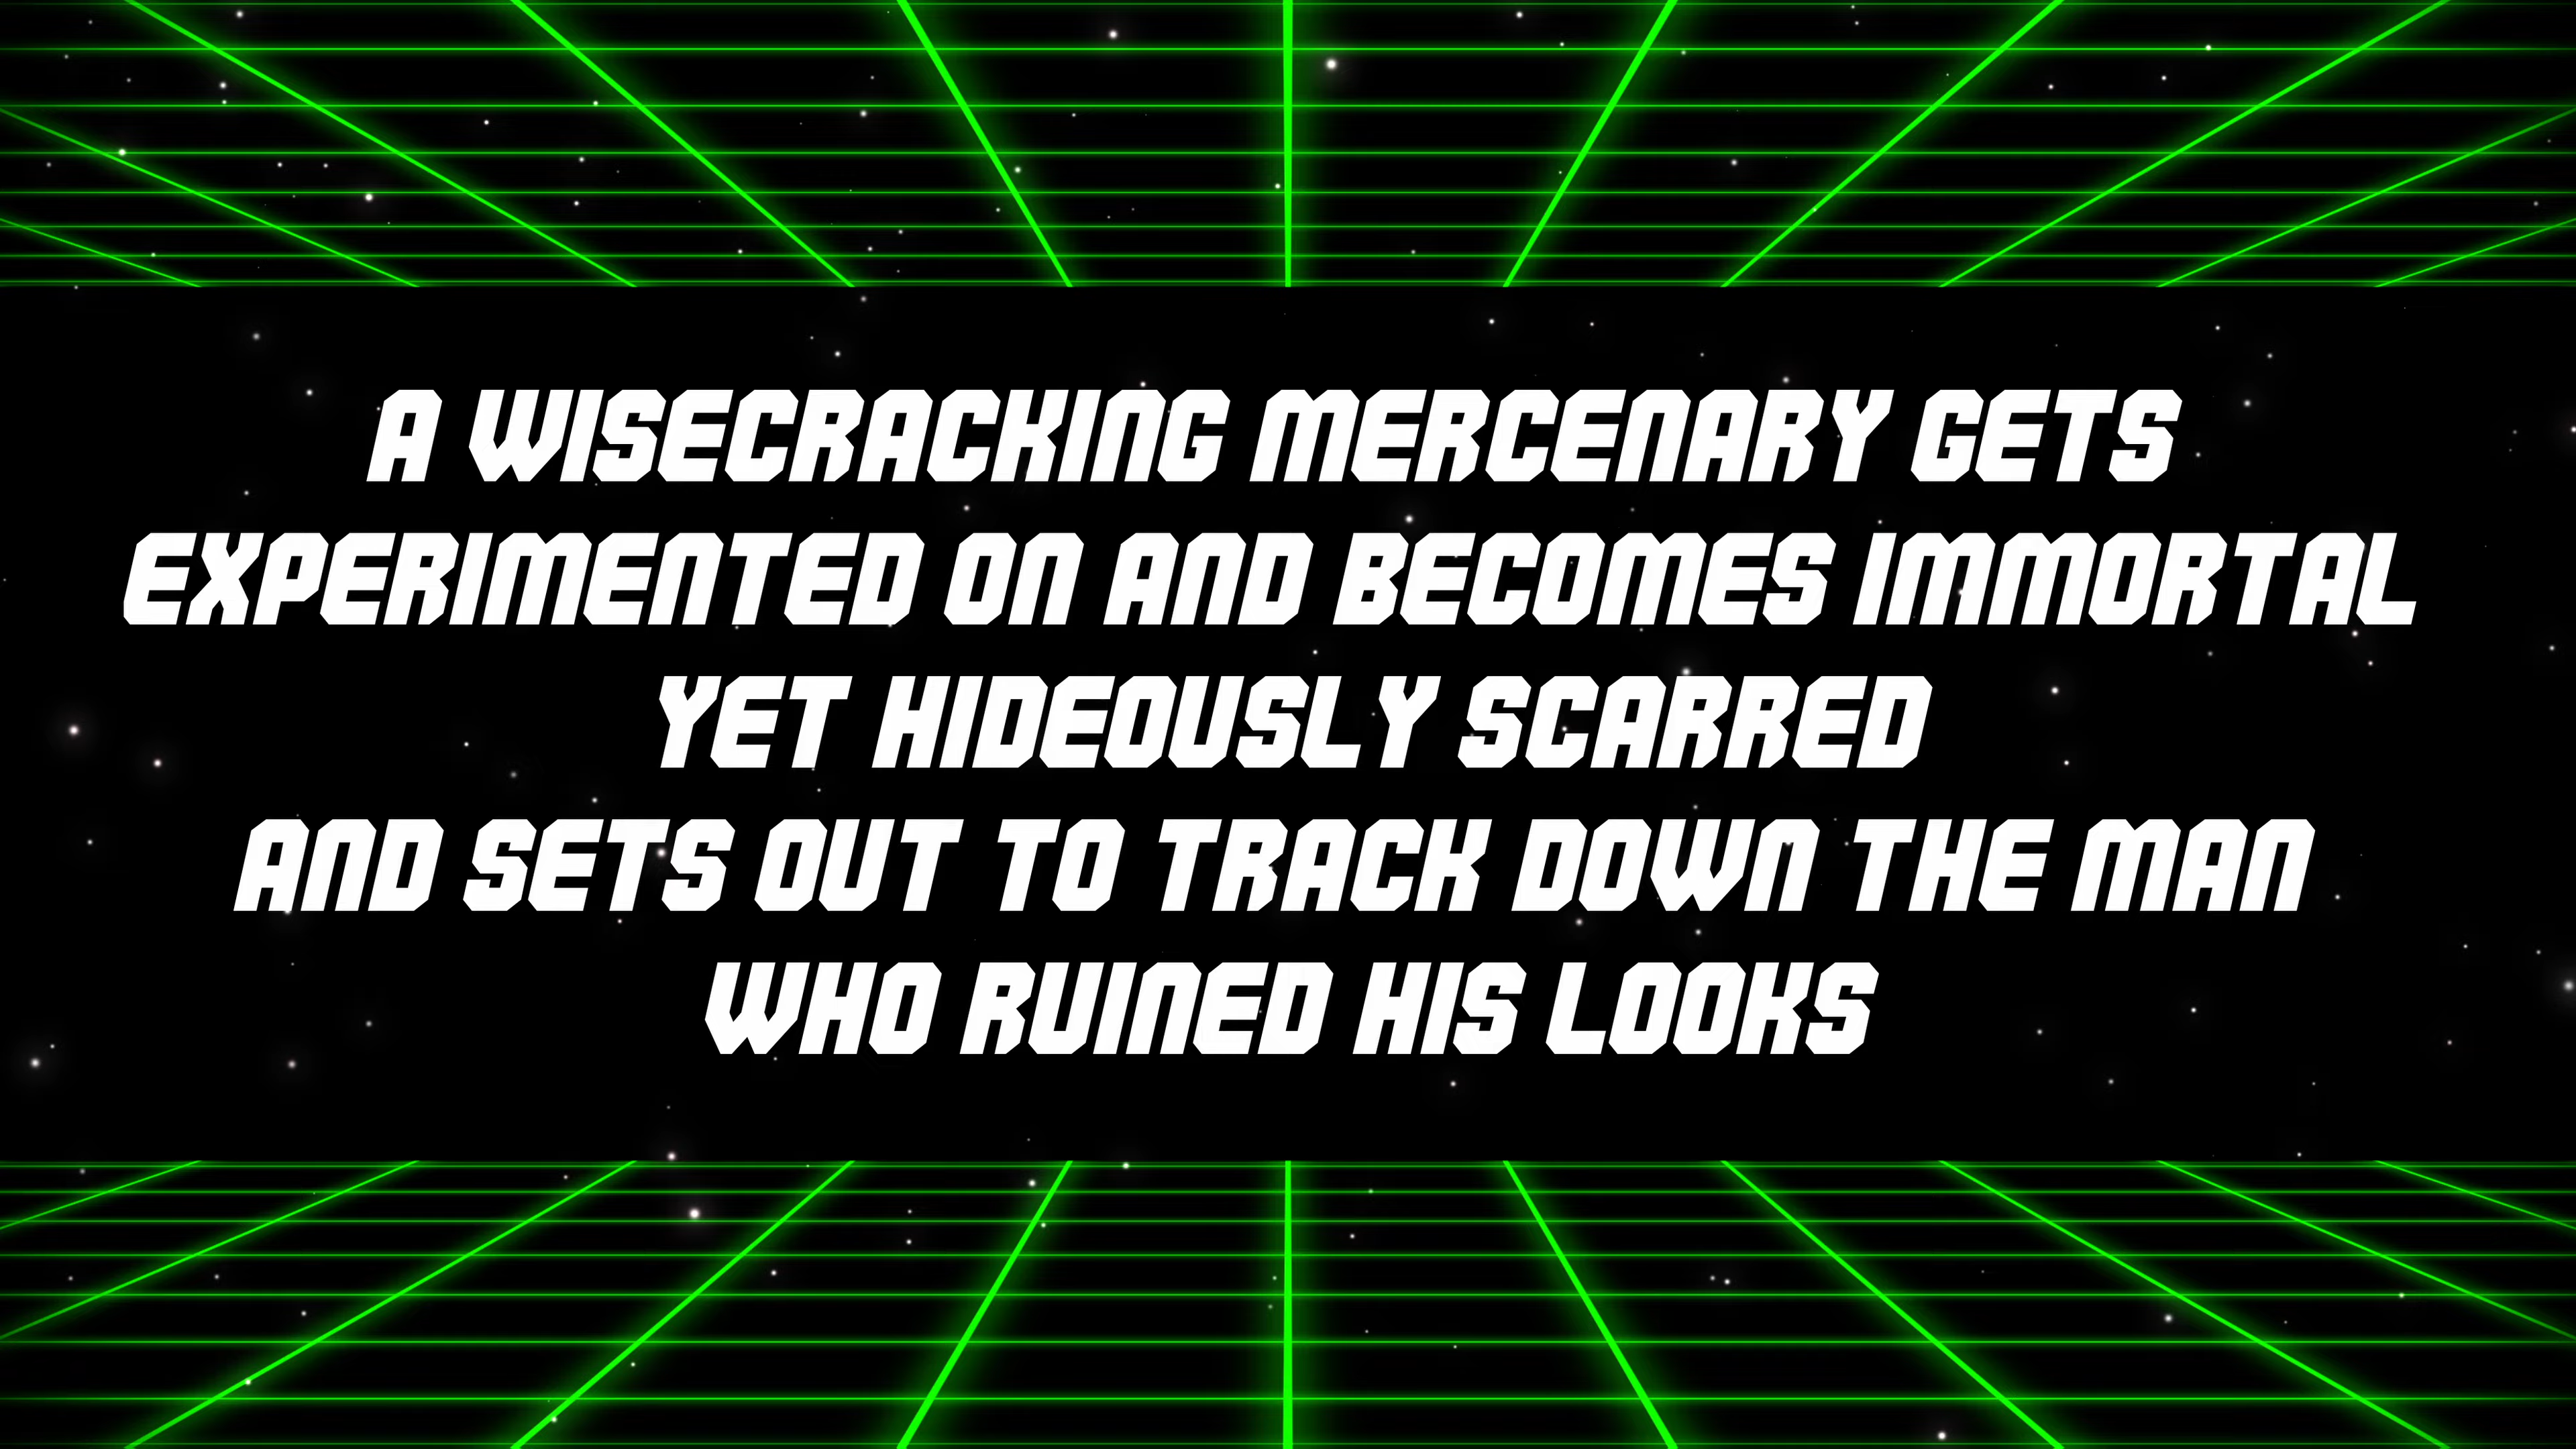 A WISECRACKING MERCENARY GETS
EXPERIMENTED ON AND BECOMES IMMORTAL
YET HIDEOUSLY SCARRED
AND SETS OUT TO TRACK DOWN THE MAN
WHO RUINED HIS LOOKS